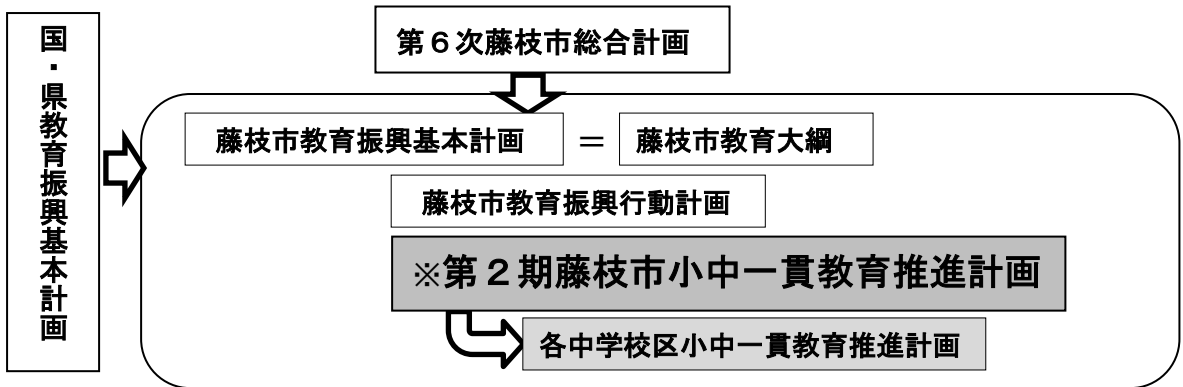 国・県教育振興基本計画
第６次藤枝市総合計画
藤枝市教育振興基本計画 ＝ 藤枝市教育大綱
藤枝市教育振興行動計画
※第２期藤枝市小中一貫教育推進計画
各中学校区小中一貫教育推進計画